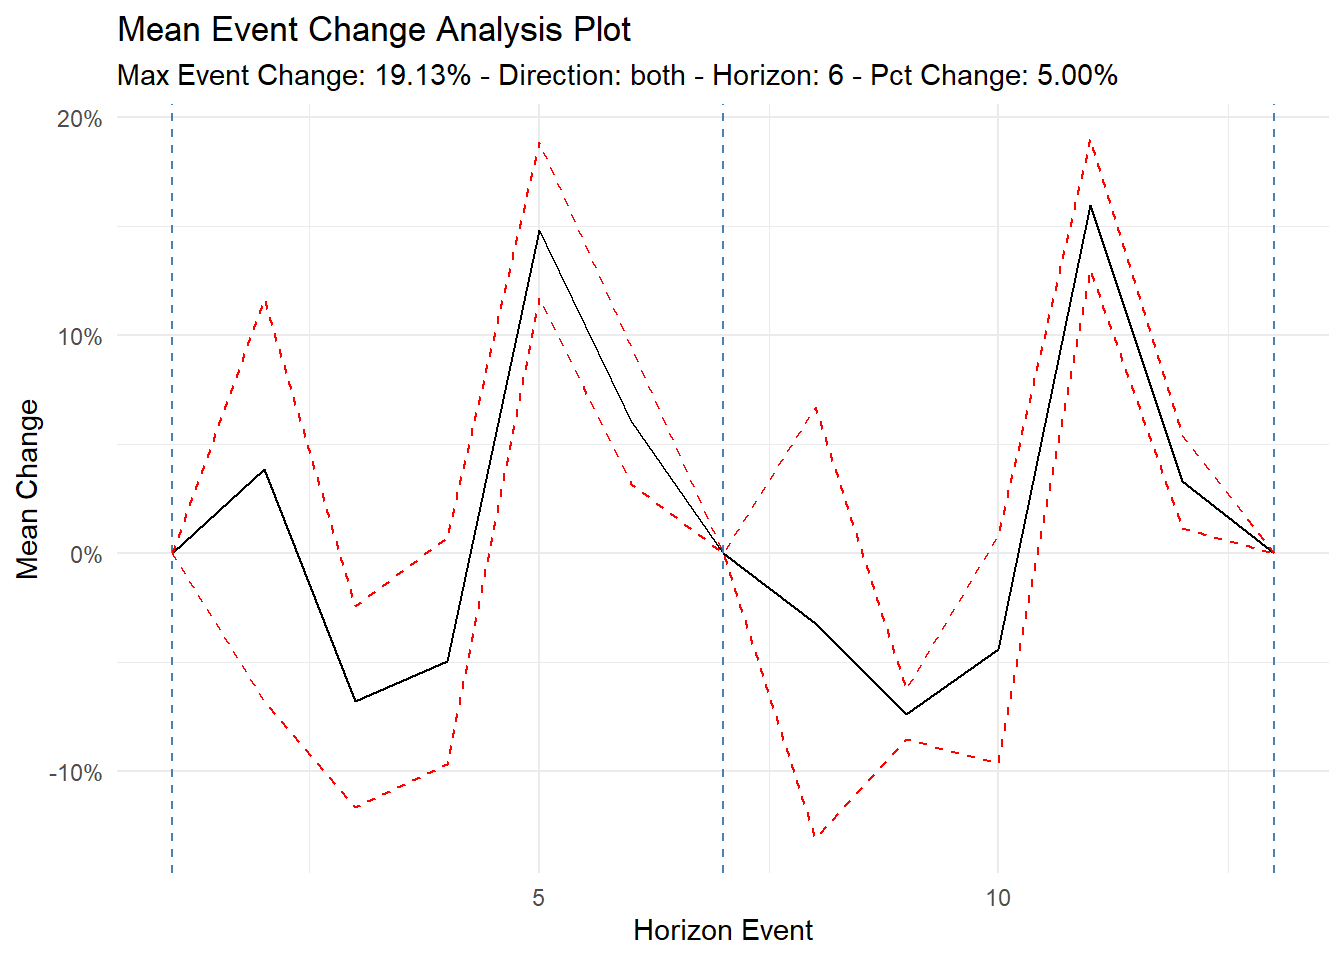 Mean Event Change Analysis Plot
Max Event Change: 19.13% - Direction: both - Horizon: 6 - Pct Change: 5.00%
20%
10%
0%
-10%
Mean Change
5
10
Horizon Event